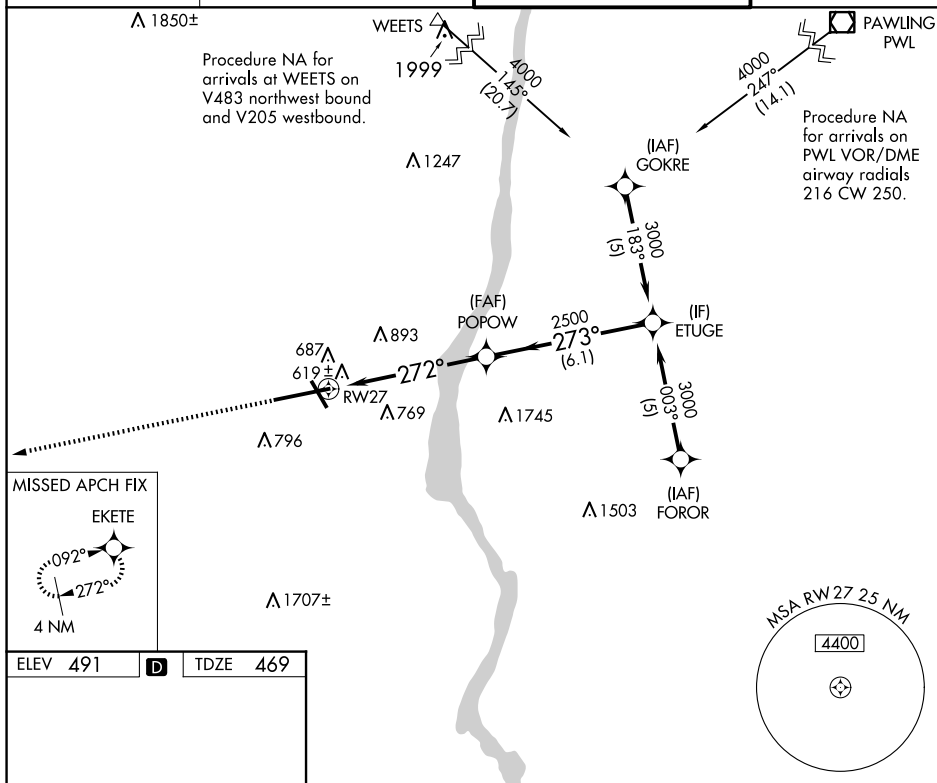 1850±
WEETS
1999
PAWLING
PWL
Procedure NA for
arrivals at WEETS on
V483 northwest bound
and V205 westbound.
4000
145°
(20.7)
4000
247°
(14.1)
Procedure NA
for arrivals on
PWL VOR/DME
airway radials
216 CW 250.
1247
(IAF)
GOKRE
3000
183°
(5)
(FAF)
POPOW
2500
273°
(6.1)
(IF)
ETUGE
893
687
619±
272°
RW27
769
1745
796
3000
003°
(5)
(IAF)
FOROR
1503
MISSED APCH FIX
EKETE
092°
272°
4 NM
1707±
MSA RW 27 25 NM
4400
ELEV 491
D
TDZE 469